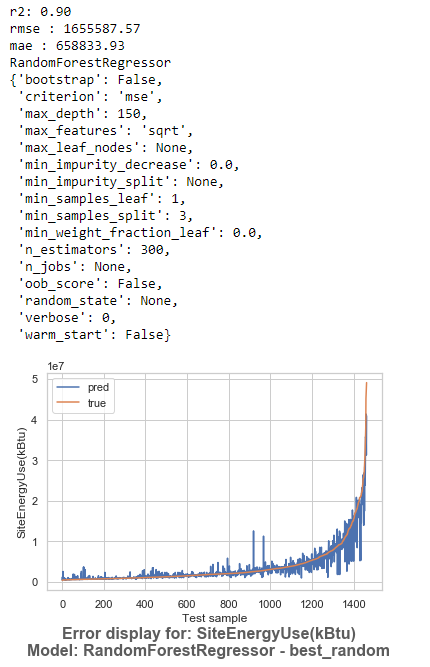 r2: 0.90
rmse : 1655587.57
mae : 658833.93
RandomForestRegressor
{'bootstrap': False,
'criterion': 'mse',
'max_depth': 150,
'max_features': 'sqrt',
'max_leaf_nodes': None,
'min_impurity_decrease': 0.0,
'min_impurity_split': None,
'min_samples_leaf': 1,
'min_samples_split': 3,
'min_weight_fraction_leaf': 0.0,
'n_estimators': 300,
'n_jobs': None,
'oob_score': False,
'random_state': None,
'verbose': 0,
'warm_start': False}
1e7
pred
true
5
4
3
2
1
0
SiteEnergyUse(kBtu)
0 200 400 600 800 1000 1200 1400
Test sample
Error display for: SiteEnergyUse(kBtu)
Model: RandomForestRegressor - best_random